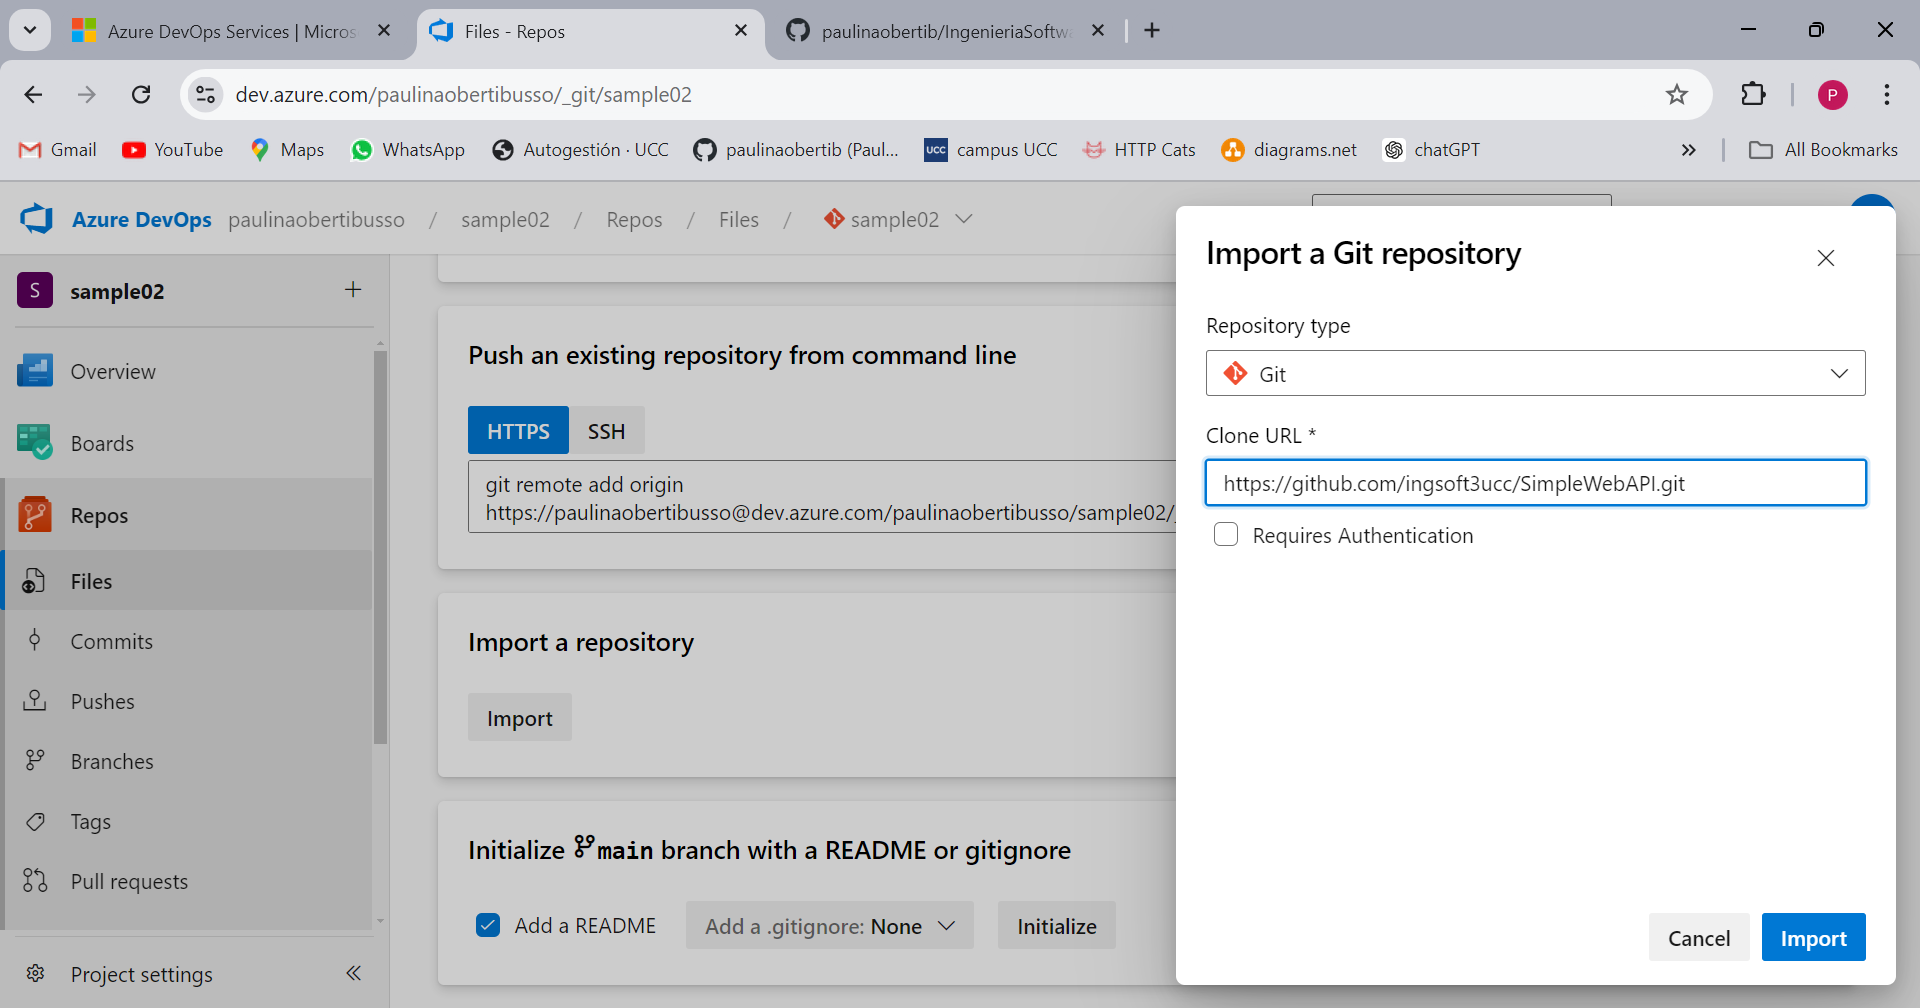 Azure DevOps Services | Micros
Files - Repos
paulinaobertib/IngenieriaSoftw
dev.azure.com/paulinaobertibusso/_git/sample02
P
Gmail
YouTube
Maps
WhatsApp
Autogestión · UCC
paulinaobertib (Paul...
UCC
campus UCC
HTTP Cats
diagrams.net
chatGPT
All Bookmarks
Azure DevOps
paulinaobertibusso / sample02 / Repos / Files / sample02
S
sample02
Overview
Boards
Repos
Files
Commits
Pushes
Branches
Tags
Pull requests
Project settings
Push an existing repository from command line
HTTPS
SSH
git remote add origin
https://paulinaobertibusso@dev.azure.com/paulinaobertibusso/sample02/
Import a repository
Import
Initialize main branch with a README or gitignore
Add a README
Add a .gitignore: None
Initialize
Import a Git repository
Repository type
Git
Clone URL *
https://github.com/ingsoft3ucc/SimpleWebAPI.git
Requires Authentication
Cancel
Import